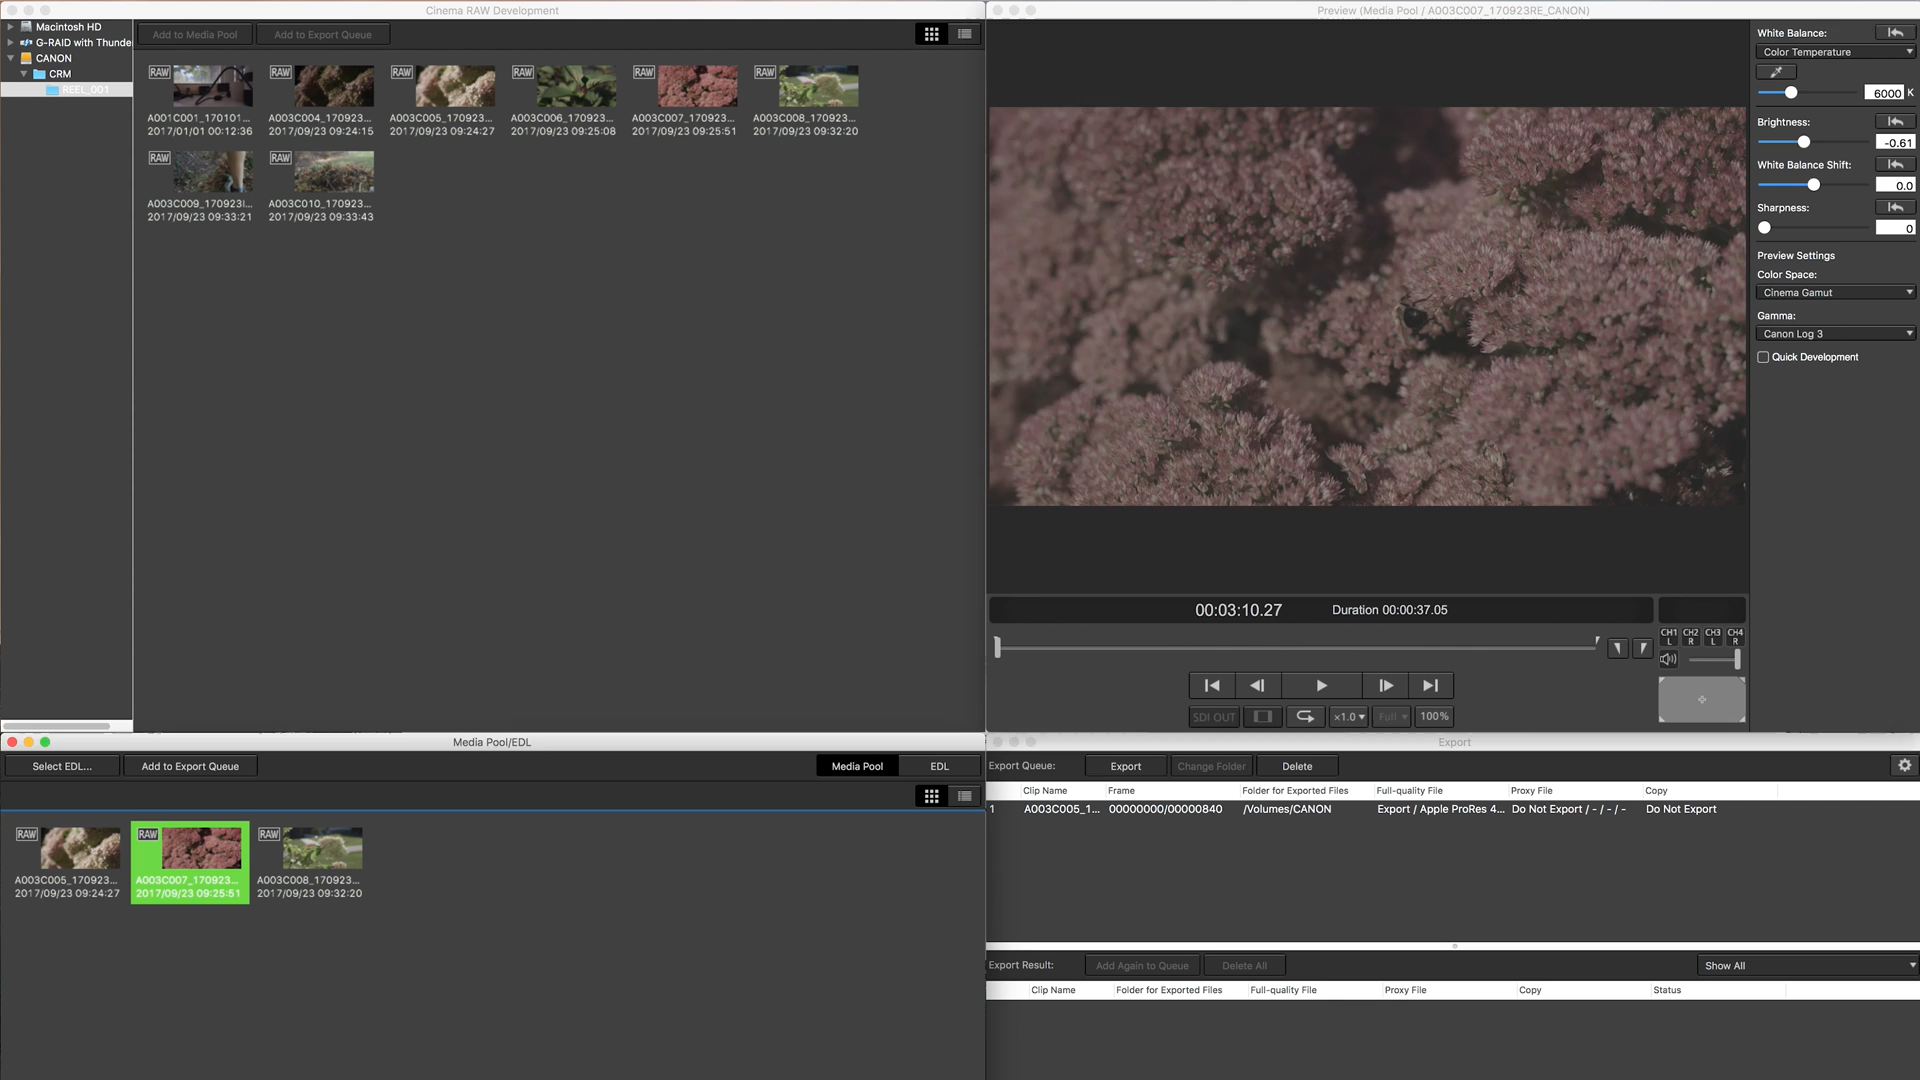 Cinema RAW Development
Macintosh HD
G-RAID with Thunde
CANON
CRM
REEL_001
Add to Media Pool
Add to Export Queue
RAW
RAW
RAW
RAW
RAW
RAW
A001C001_170101...
A003C004_170923...
A003C005_170923...
A003C006_170923...
A003C007_170923...
A003C008_170923...
2017/01/01 00:12:36
2017/09/23 09:24:15
2017/09/23 09:24:27
2017/09/23 09:25:08
2017/09/23 09:25:51
2017/09/23 09:32:20
RAW
RAW
A003C009_170923I...
A003C010_170923...
2017/09/23 09:33:21
2017/09/23 09:33:43
Preview (Media Pool / A003C007_170923RE_CANON)
White Balance:
Color Temperature
6000 K
Brightness:
-0.61
White Balance Shift:
0.0
Sharpness:
0
Preview Settings
Color Space:
Cinema Gamut
Gamma:
Canon Log 3
Quick Development
00:03:10.27
Duration 00:00:37.05
CH1 CH2 CH3 CH4
L R L R
SDI OUT
×1.0
Full
100%
Media Pool/EDL
Select EDL...
Add to Export Queue
Media Pool
EDL
RAW
RAW
RAW
A003C005_170923...
A003C007_170923...
A003C008_170923...
2017/09/23 09:24:27
2017/09/23 09:25:51
2017/09/23 09:32:20
Export
Export Queue:
Export
Change Folder
Delete
Clip Name Frame Folder for Exported Files Full-quality File Proxy File Copy
1 A003C005_1... 00000000/00000840 /Volumes/CANON Export / Apple ProRes 4... Do Not Export / - / - / - Do Not Export
Export Result:
Add Again to Queue
Delete All
Show All
Clip Name Folder for Exported Files Full-quality File Proxy File Copy Status